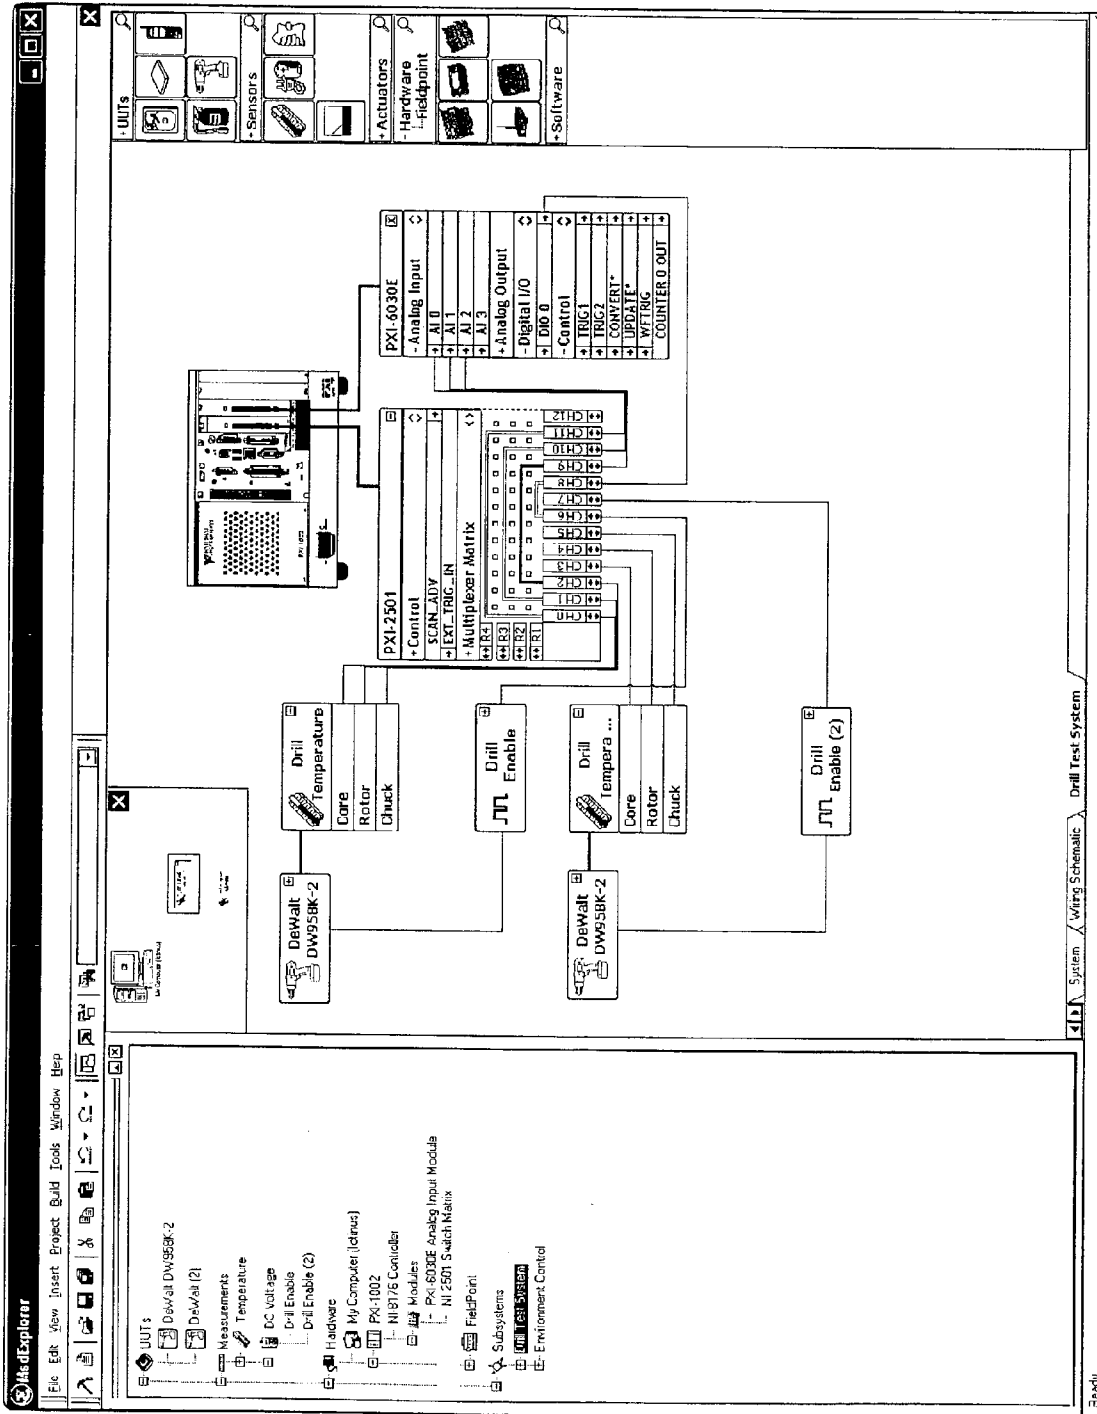 MsdExplorer
File Edit View Insert Project Build Tools Window Help
UUTs
DeWalt DW958K-2
DeWalt (2)
Measurements
Temperature
DC Voltage
Drill Enable
Drill Enable (2)
Hardware
My Computer (Ictinus)
PXI-1002
NI 8176 Controller
Modules
PXI-6030E Analog Input Module
NI 2501 Switch Matrix
FieldPoint
Subsystems
Drill Test System
Environment Control
DeWalt
DW958K-2
Drill
Temperature
Core
Rotor
Chuck
Drill
Enable
DeWalt
DW958K-2
Drill
Tempera ...
Core
Rotor
Chuck
Drill
Enable (2)
PXI-2501
+ Control
SCAN_ADV
EXT_TRIG_IN
+ Multiplexer Matrix
R4
R3
R2
R1
CH0
CH1
CH2
CH3
CH4
CH5
CH6
CH7
CH8
CH9
CH10
CH11
CH12
PXI-6030E
- Analog Input
AI 0
AI 1
AI 2
AI 3
+ Analog Output
- Digital I/O
DIO 0
- Control
TRIG1
TRIG2
CONVERT*
UPDATE*
WFTRIG
COUNTER 0 OUT
+ UUTs
+ Sensors
+ Actuators
- Hardware
Fieldpoint
+ Software
System
Wiring Schematic
Drill Test System
Ready